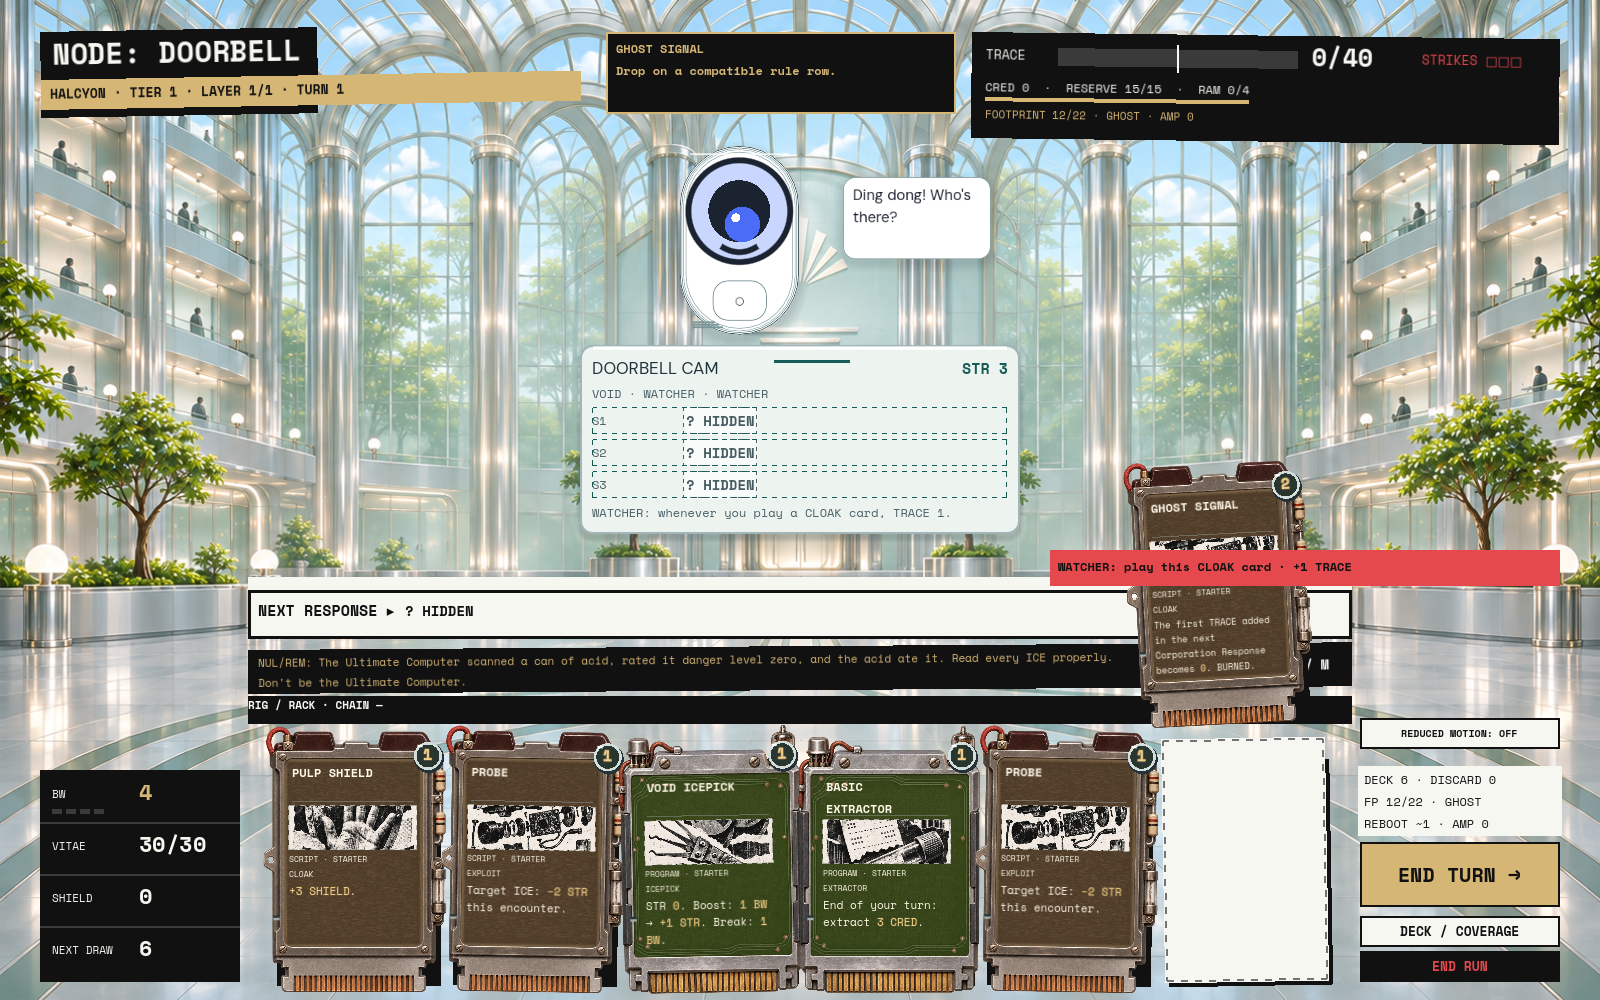 NODE: DOORBELL
HALCYON · TIER 1 · LAYER 1/1 · TURN 1
GHOST SIGNAL
Drop on a compatible rule row.
TRACE
0/40
STRIKES □□□
CRED 0 · RESERVE 15/15 · RAM 0/4
FOOTPRINT 12/22 · GHOST · AMP 0
Ding dong! Who's
there?
DOORBELL CAM
STR 3
VOID · WATCHER · WATCHER
S1 ? HIDDEN
S2 ? HIDDEN
S3 ? HIDDEN
WATCHER: whenever you play a CLOAK card, TRACE 1.
2
GHOST SIGNAL
WATCHER: play this CLOAK card · +1 TRACE
SCRIPT · STARTER
CLOAK
The first TRACE added
in the next
Corporation Response
becomes 0. BURNED.
NEXT RESPONSE ▸ ? HIDDEN
NUL/REM: The Ultimate Computer scanned a can of acid, rated it danger level zero, and the acid ate it. Read every ICE properly.
Don't be the Ultimate Computer.
/ M
RIG / RACK · CHAIN —
BW 4
VITAE 30/30
SHIELD 0
NEXT DRAW 6
1
PULP SHIELD
SCRIPT · STARTER
CLOAK
+3 SHIELD.
1
PROBE
SCRIPT · STARTER
EXPLOIT
Target ICE: -2 STR
this encounter.
1
VOID ICEPICK
PROGRAM · STARTER
ICEPICK
STR 0. Boost: 1 BW
→ +1 STR. Break: 1
BW.
1
BASIC
EXTRACTOR
PROGRAM · STARTER
EXTRACTOR
End of your turn:
extract 3 CRED.
1
PROBE
SCRIPT · STARTER
EXPLOIT
Target ICE: -2 STR
this encounter.
REDUCED MOTION: OFF
DECK 6 · DISCARD 0
FP 12/22 · GHOST
REBOOT ~1 · AMP 0
END TURN →
DECK / COVERAGE
END RUN